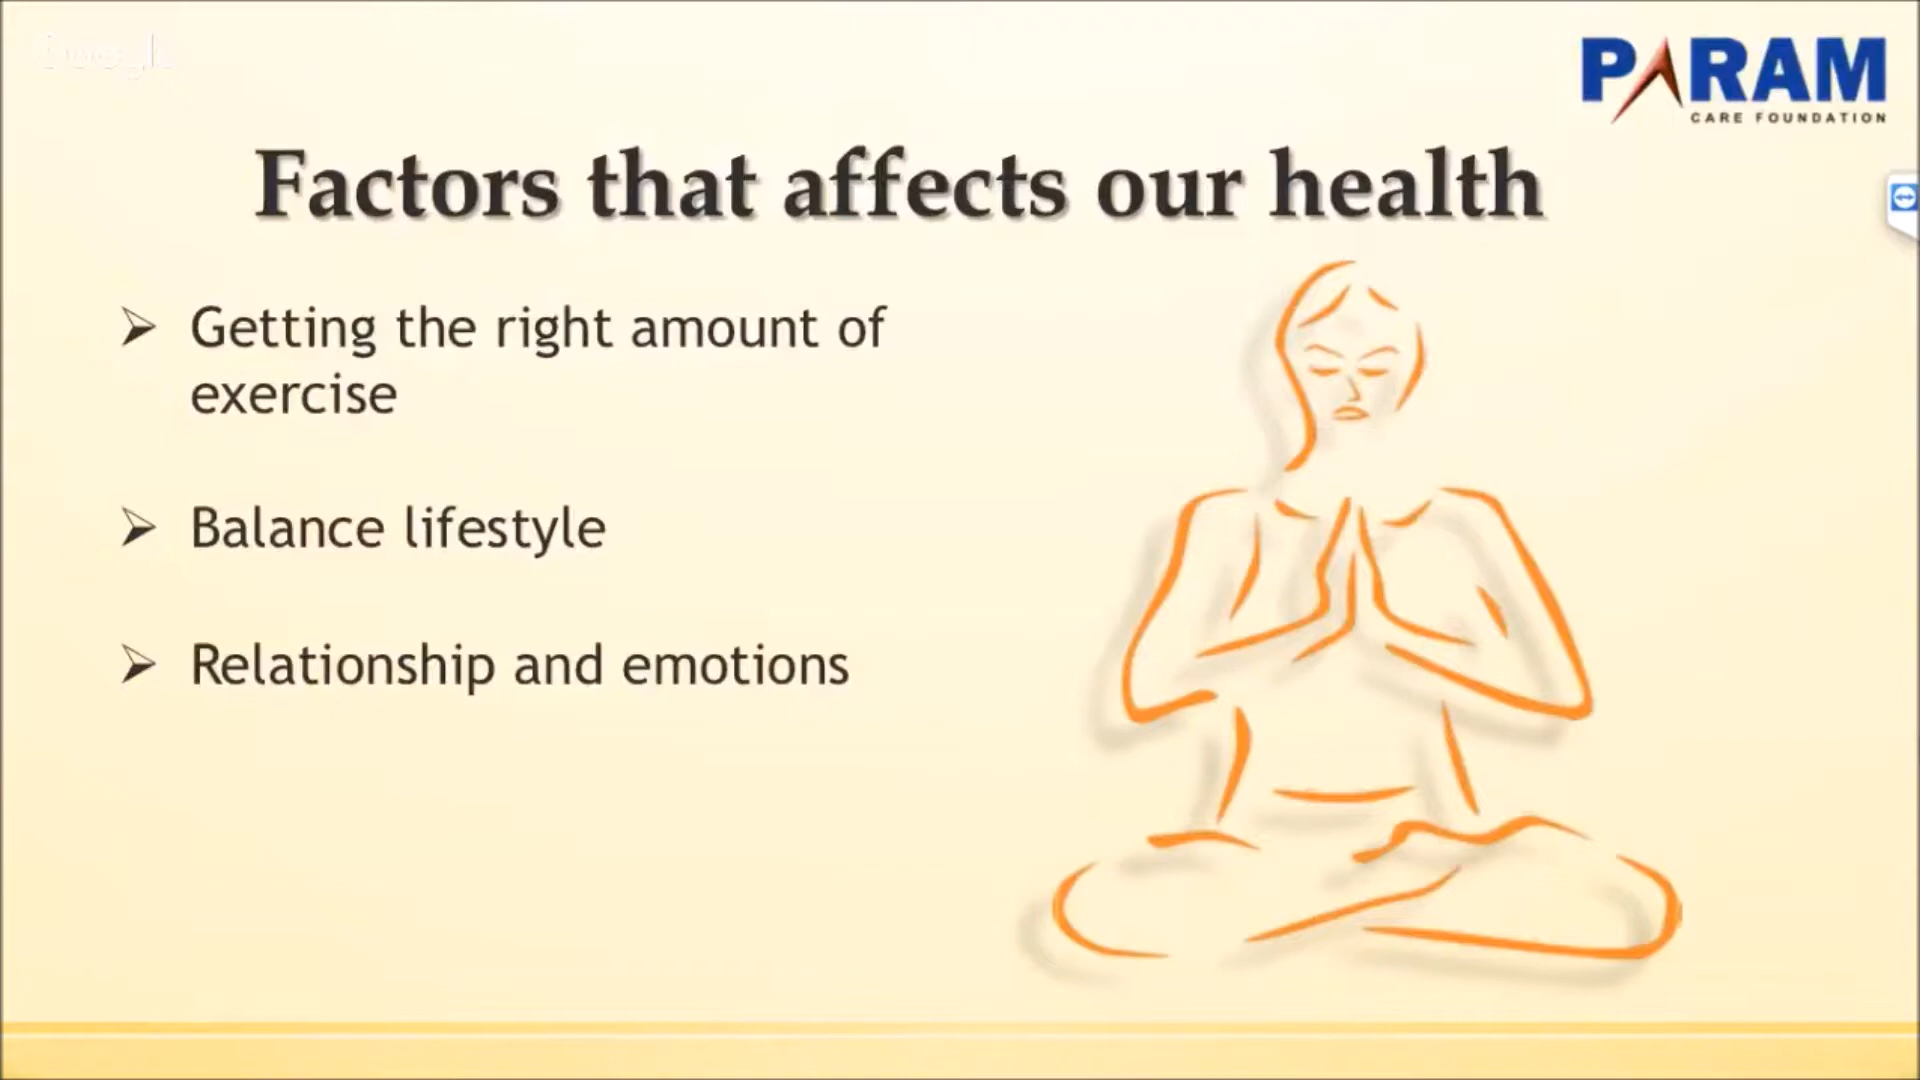 Google
PARAM
CARE FOUNDATION
Factors that affects our health
Getting the right amount of
exercise
Balance lifestyle
Relationship and emotions